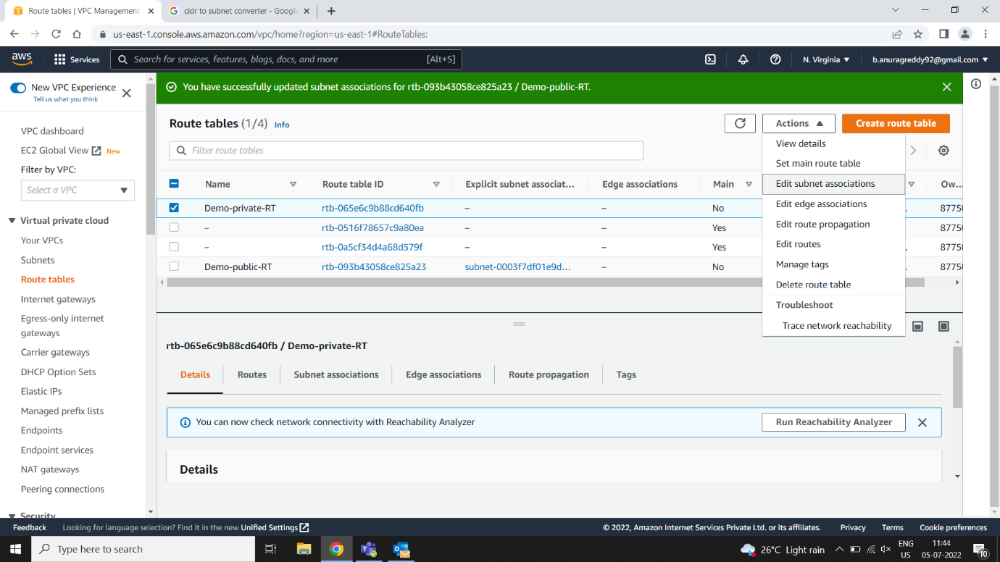 Route tables | VPC Management
cidr to subnet converter - Google
us-east-1.console.aws.amazon.com/vpc/home?region=us-east-1#RouteTables:
aws
Services
Search for services, features, blogs, docs, and more
[Alt+S]
N. Virginia
b.anuragreddy92@gmail.com
New VPC Experience
Tell us what you think
VPC dashboard
EC2 Global View New
Filter by VPC:
Select a VPC
Virtual private cloud
Your VPCs
Subnets
Route tables
Internet gateways
Egress-only internet
gateways
Carrier gateways
DHCP Option Sets
Elastic IPs
Managed prefix lists
Endpoints
Endpoint services
NAT gateways
Peering connections
Security
You have successfully updated subnet associations for rtb-093b43058ce825a23 / Demo-public-RT.
Route tables (1/4) Info
Actions
Create route table
Filter route tables
View details
Set main route table
Edit subnet associations
Edit edge associations
Edit route propagation
Edit routes
Manage tags
Delete route table
Troubleshoot
Trace network reachability
Name Route table ID Explicit subnet associat... Edge associations Main Ow...
Demo-private-RT rtb-065e6c9b88cd640fb – – No 8775
– rtb-0516f78657c9a80ea – – Yes 8775
– rtb-0a5cf34d4a68d579f – – Yes 8775
Demo-public-RT rtb-093b43058ce825a23 subnet-0003f7df01e9d... – No 8775
rtb-065e6c9b88cd640fb / Demo-private-RT
Details Routes Subnet associations Edge associations Route propagation Tags
You can now check network connectivity with Reachability Analyzer
Run Reachability Analyzer
Details
Feedback
Looking for language selection? Find it in the new Unified Settings
© 2022, Amazon Internet Services Private Ltd. or its affiliates.
Privacy
Terms
Cookie preferences
Type here to search
26°C Light rain
ENG
US
11:44
05-07-2022
10